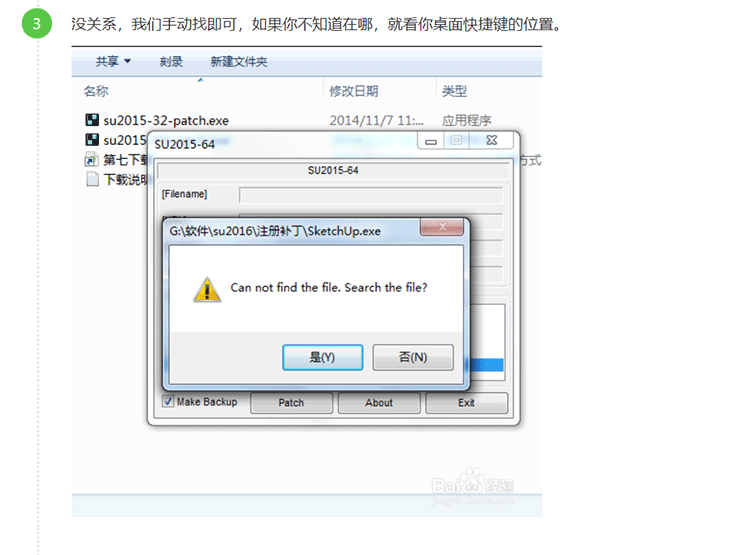 3
没关系，我们手动找即可，如果你不知道在哪，就看你桌面快捷键的位置。
共享 刻录 新建文件夹
名称 修改日期 类型
su2015-32-patch.exe 2014/11/7 11:... 应用程序
su2015
第七下载
下载说明
方式
SU2015-64
SU2015-64
[Filename]
G:\软件\su2016\注册补丁\SketchUp.exe
Can not find the file. Search the file?
是(Y) 否(N)
Make Backup Patch About Exit
Baidu 经验